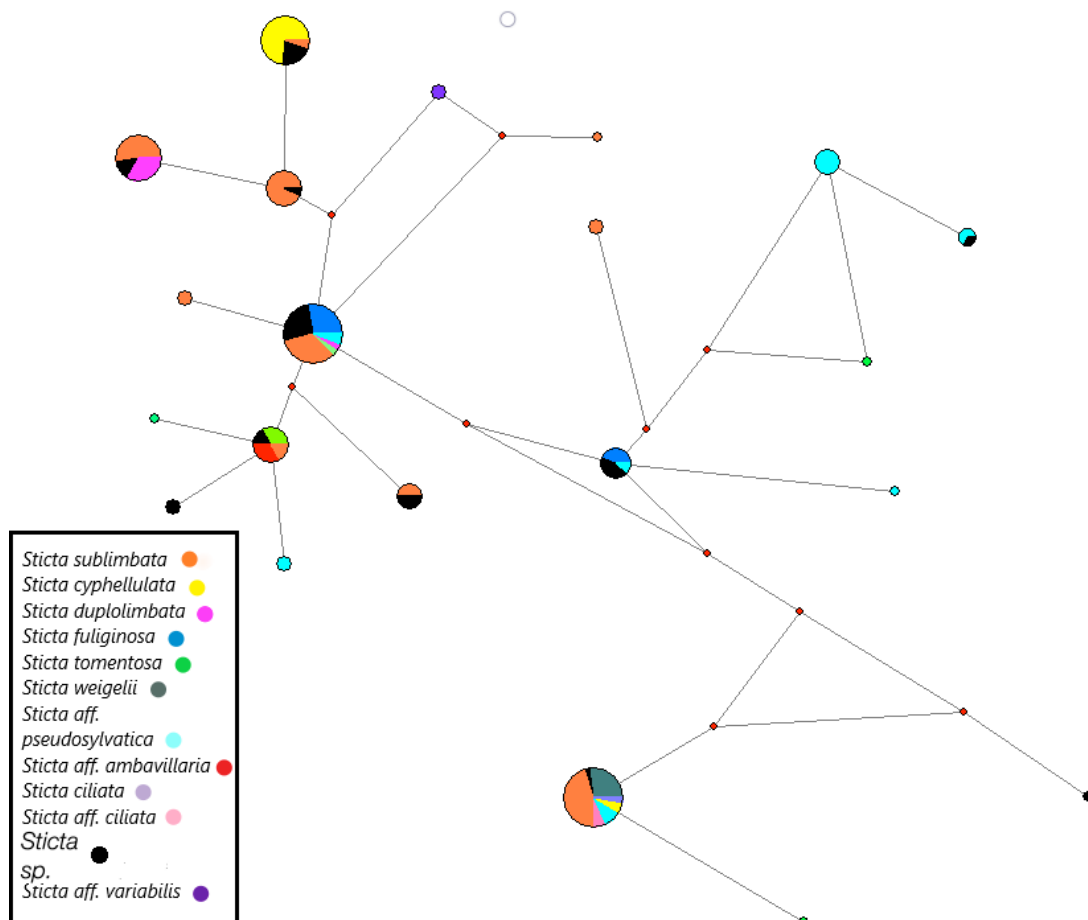 Sticta sublimbata
Sticta cyphellulata
Sticta duplolimbata
Sticta fuliginosa
Sticta tomentosa
Sticta weigelii
Sticta aff.
pseudosylvatica
Sticta aff. ambavillaria
Sticta ciliata
Sticta aff. ciliata
Sticta
sp.
Sticta aff. variabilis